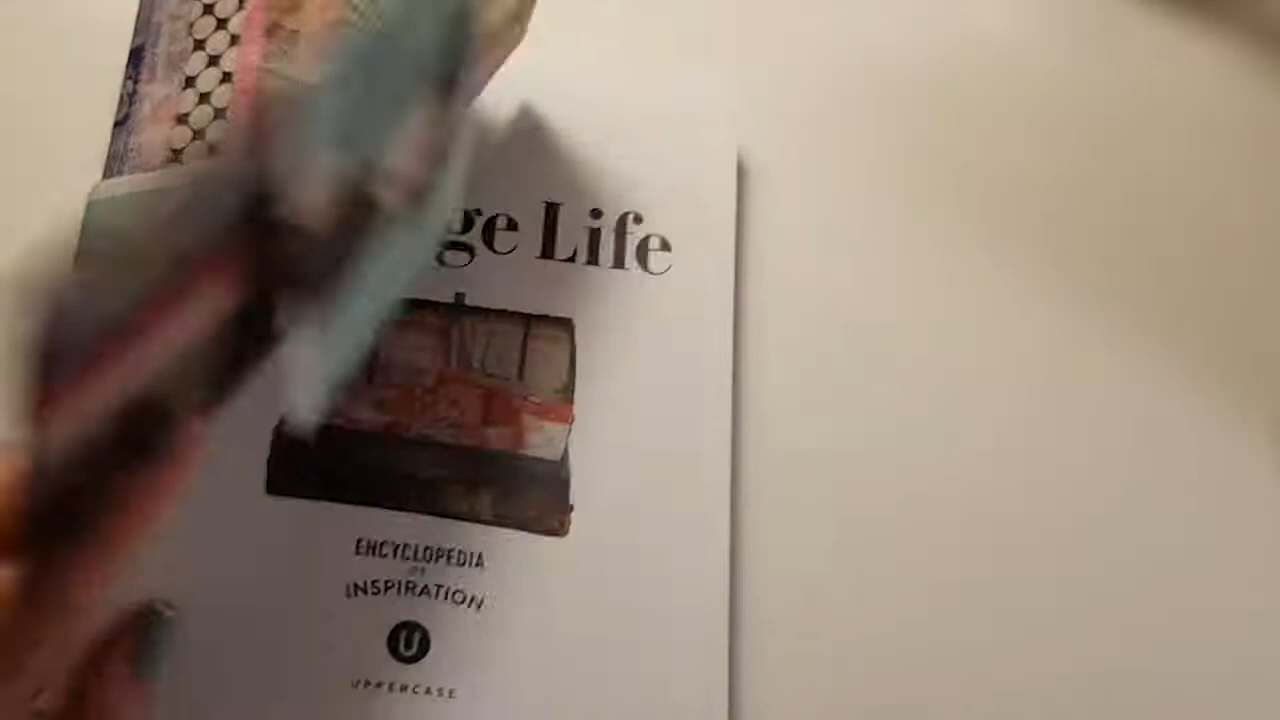 ge Life
ENCYCLOPEDIA
OF
INSPIRATION
U
UPPERCASE